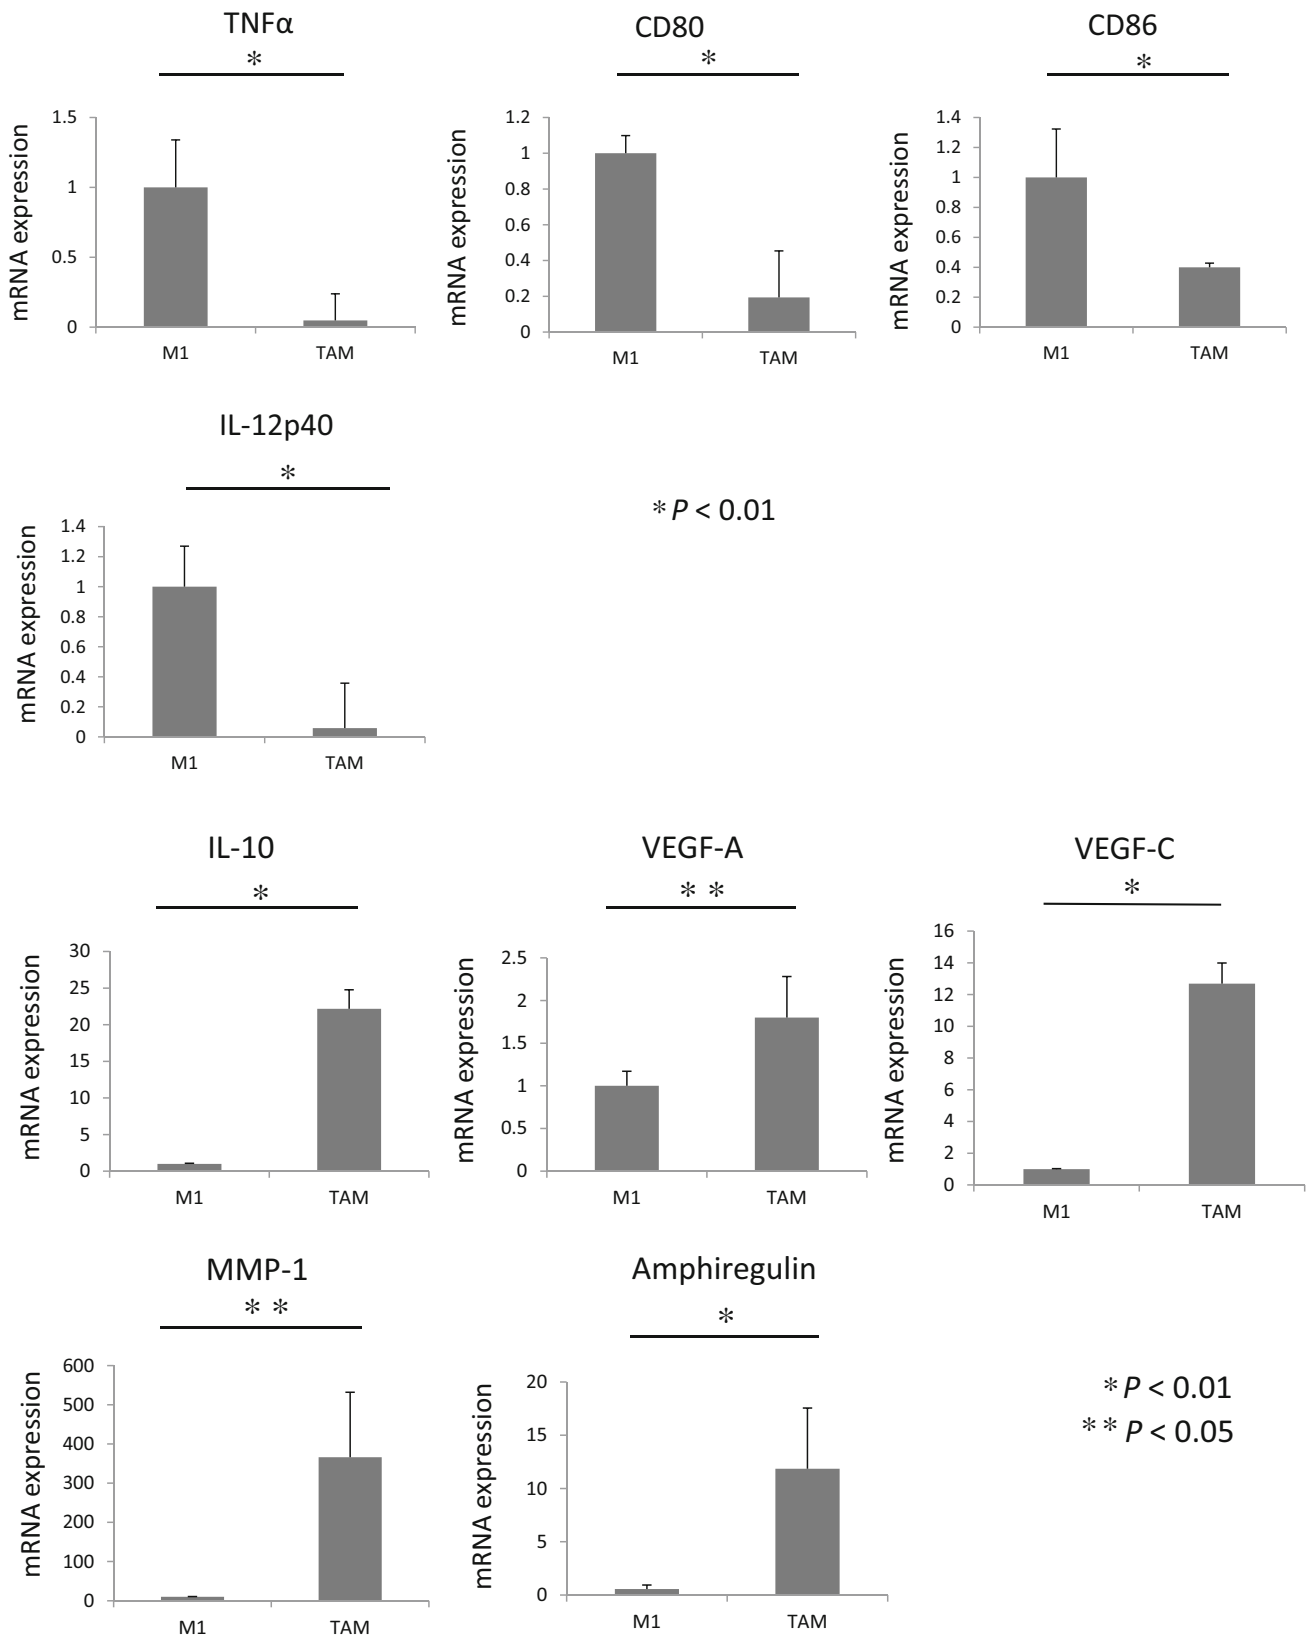 TNFα
*
mRNA expression
1.5
1
0.5
0
M1 TAM
CD80
*
mRNA expression
1.2
1
0.8
0.6
0.4
0.2
0
M1 TAM
CD86
*
mRNA expression
1.4
1.2
1
0.8
0.6
0.4
0.2
0
M1 TAM
IL-12p40
*
mRNA expression
1.4
1.2
1
0.8
0.6
0.4
0.2
0
M1 TAM
* P < 0.01
IL-10
*
mRNA expression
30
25
20
15
10
5
0
M1 TAM
VEGF-A
* *
mRNA expression
2.5
2
1.5
1
0.5
0
M1 TAM
VEGF-C
*
mRNA expression
16
14
12
10
8
6
4
2
0
M1 TAM
MMP-1
* *
mRNA expression
600
500
400
300
200
100
0
M1 TAM
Amphiregulin
*
mRNA expression
20
15
10
5
0
M1 TAM
* P < 0.01
* * P < 0.05